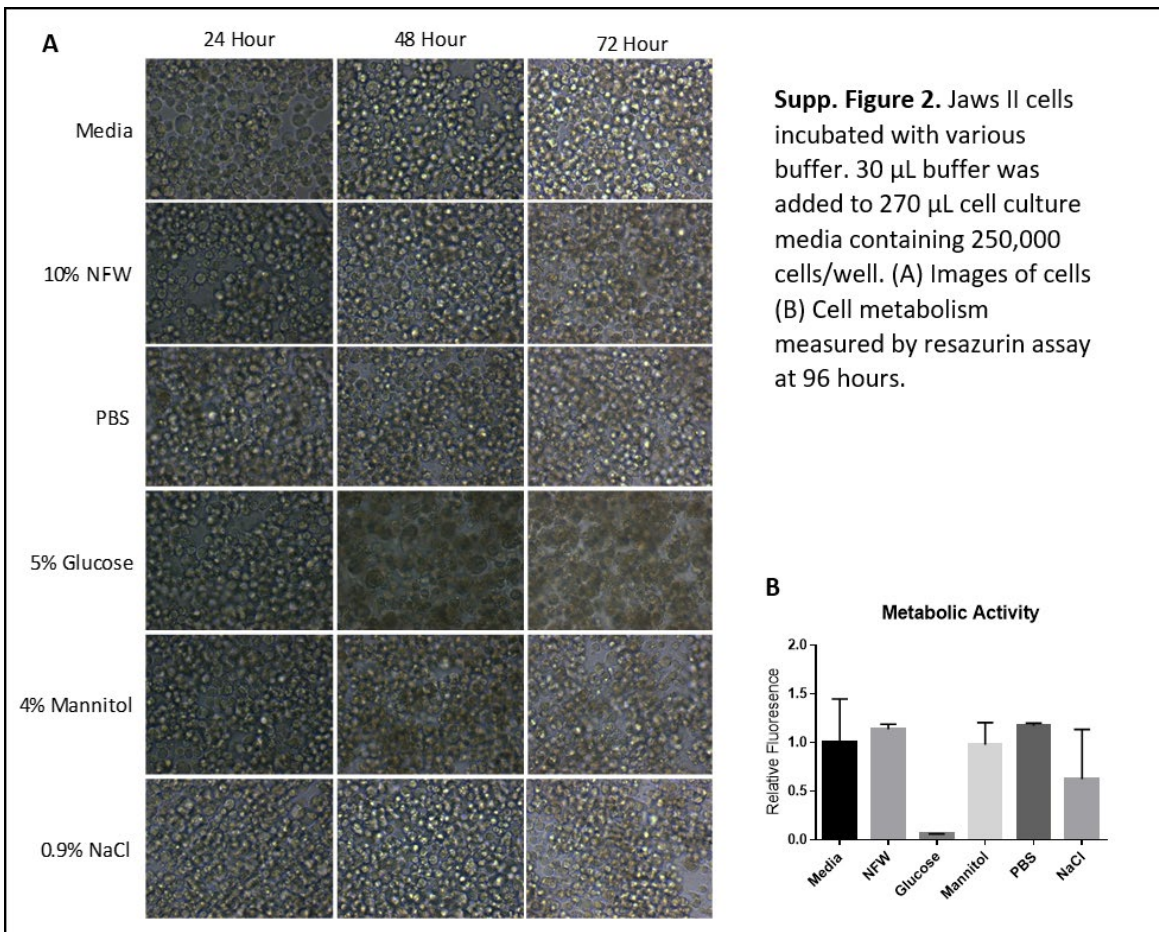 A
24 Hour
48 Hour
72 Hour
Media
10% NFW
PBS
5% Glucose
4% Mannitol
0.9% NaCl
Supp. Figure 2. Jaws II cells
incubated with various
buffer. 30 µL buffer was
added to 270 µL cell culture
media containing 250,000
cells/well. (A) Images of cells
(B) Cell metabolism
measured by resazurin assay
at 96 hours.
B
Metabolic Activity
Relative Fluoresence
2.0
1.5
1.0
0.5
0.0
Media
NFW
Glucose
Mannitol
PBS
NaCl